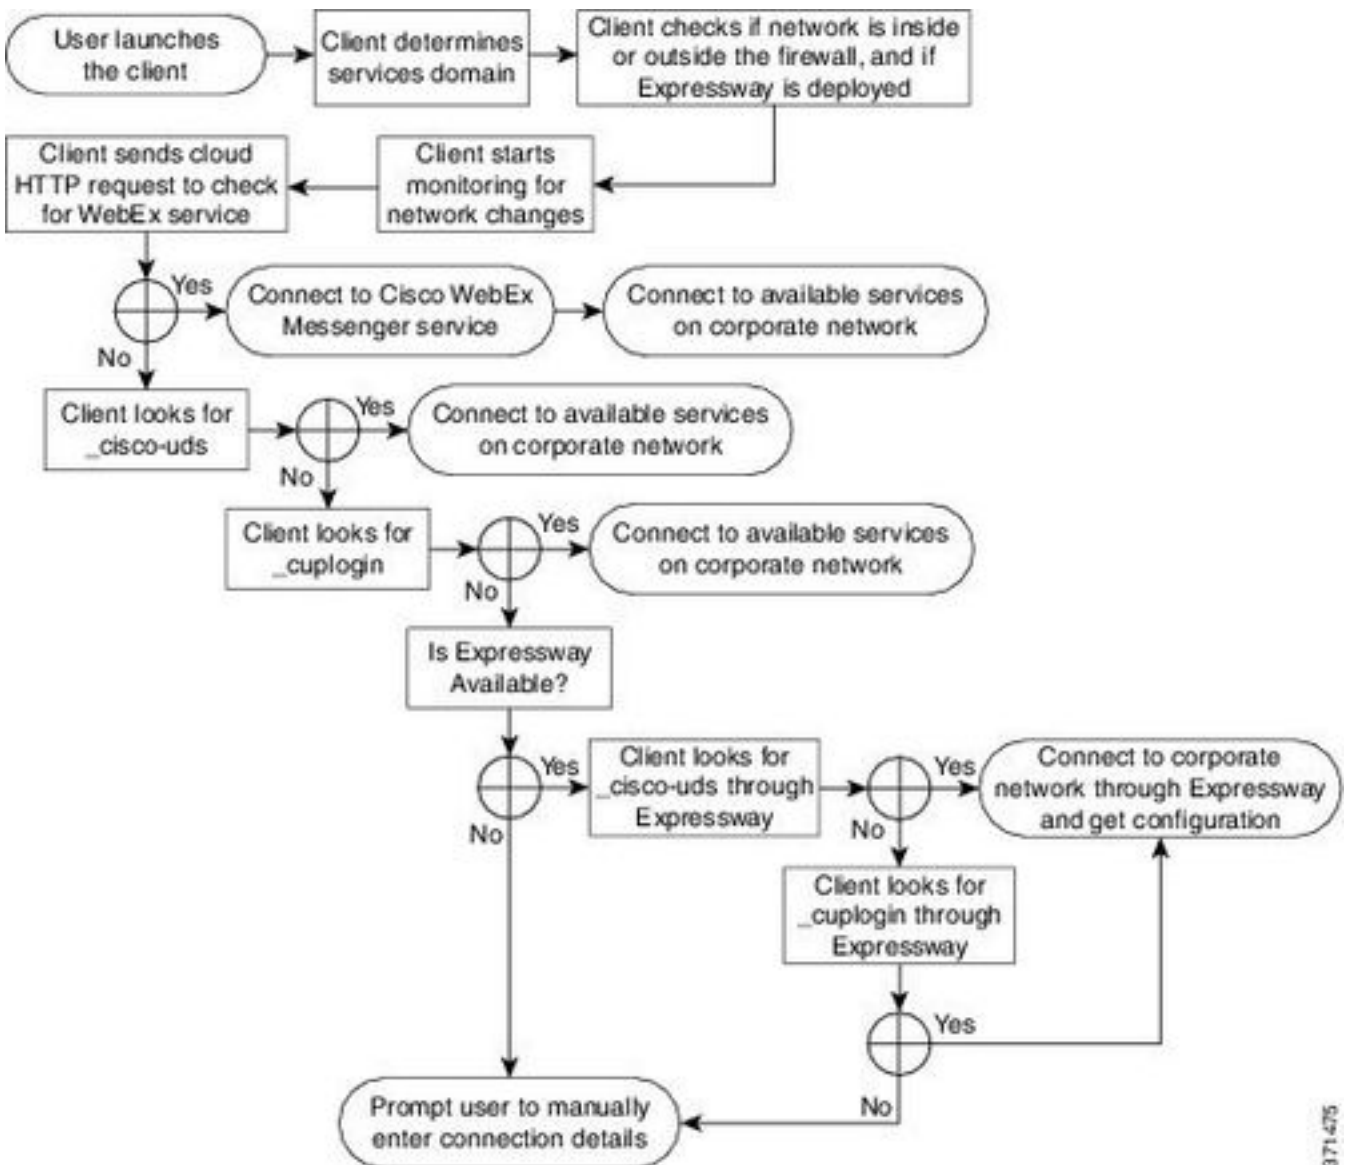 User launches
the client
Client determines
services domain
Client checks if network is inside
or outside the firewall, and if
Expressway is deployed
Client sends cloud
HTTP request to check
for WebEx service
Client starts
monitoring for
network changes
Yes
Connect to Cisco WebEx
Messenger service
Connect to available services
on corporate network
No
Client looks for
_cisco-uds
Yes
Connect to available services
on corporate network
No
Client looks for
_cuplogin
Yes
Connect to available services
on corporate network
No
Is Expressway
Available?
Yes
Client looks for
_cisco-uds through
Expressway
Yes
Connect to corporate
network through Expressway
and get configuration
No
No
Client looks for
_cuplogin through
Expressway
Yes
No
Prompt user to manually
enter connection details
371475